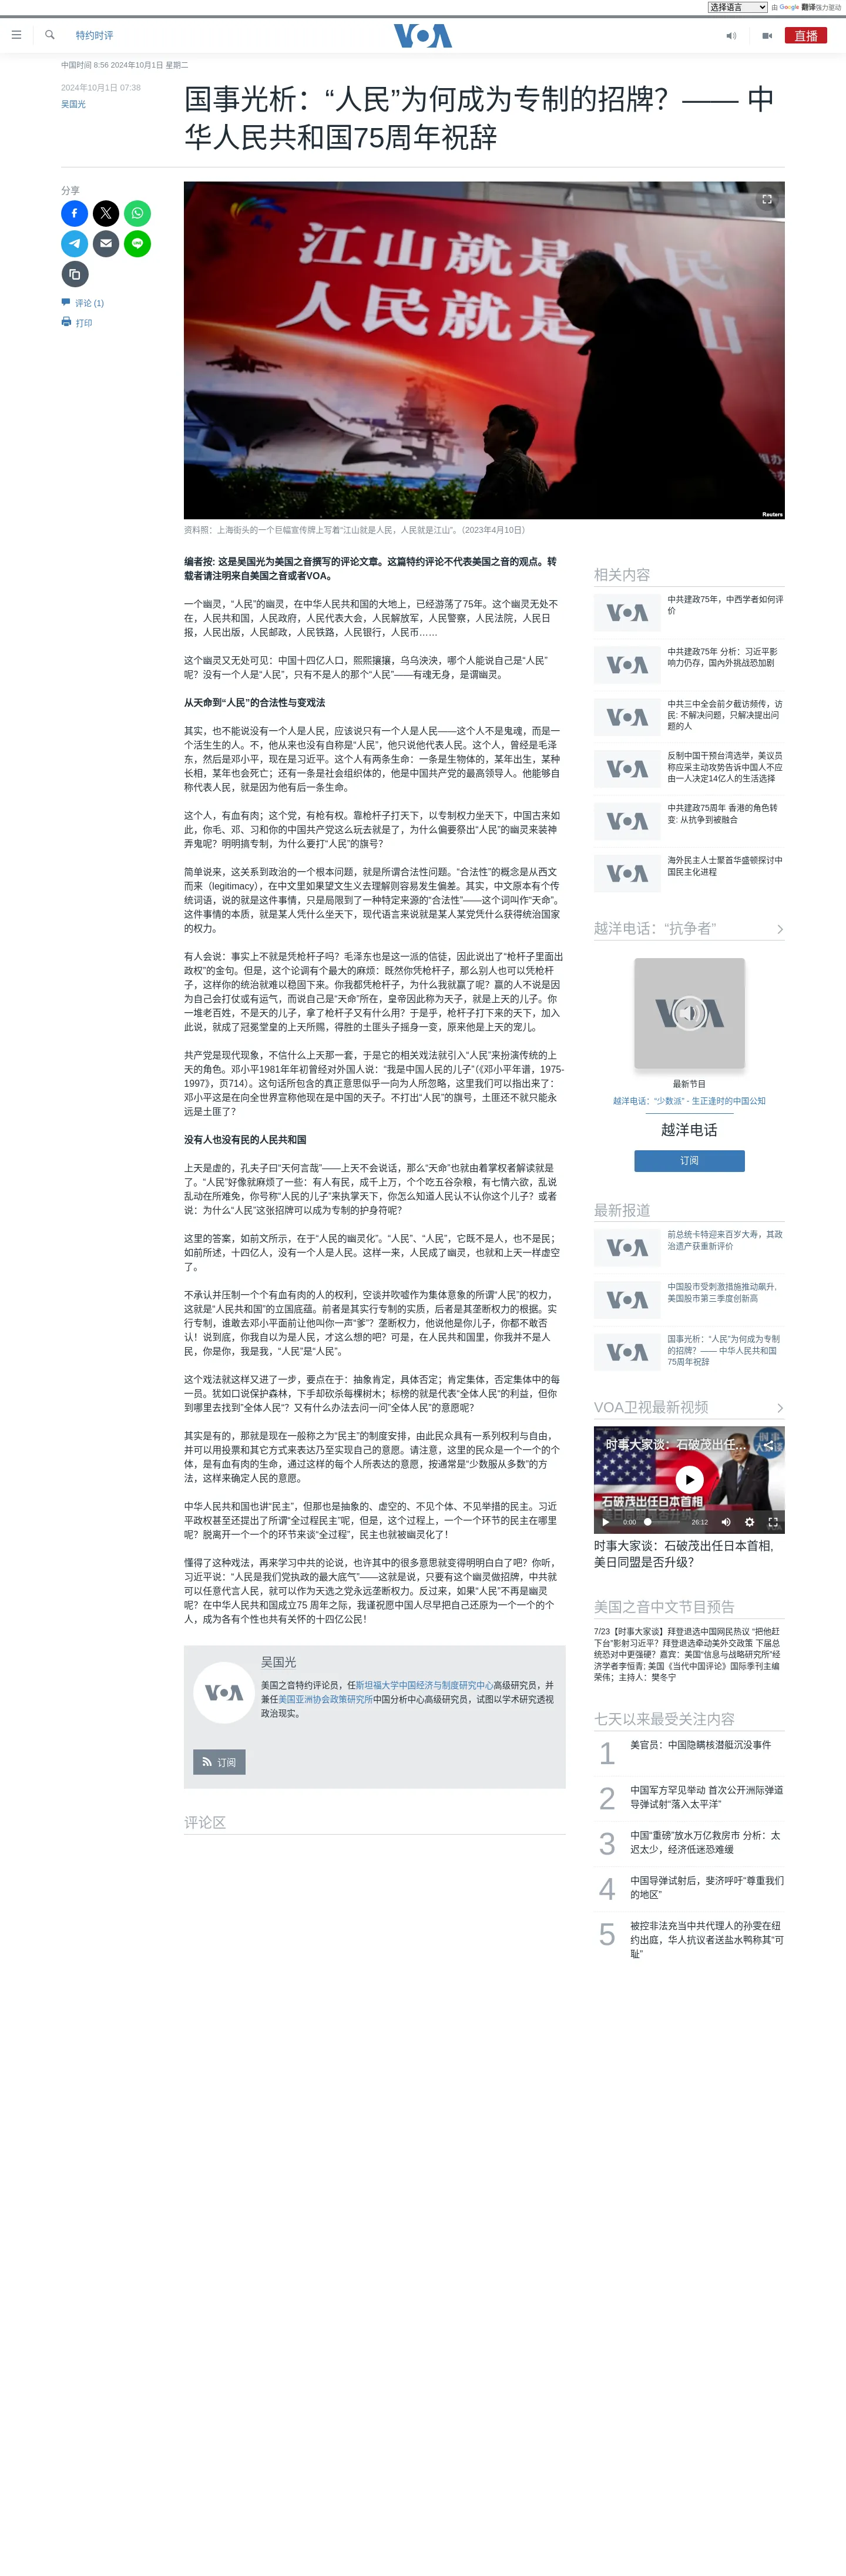 选择语言
由 Google 翻译强力驱动
特约时评
VOA
直播
中国时间 8:56 2024年10月1日 星期二
2024年10月1日 07:38
吴国光
国事光析：“人民”为何成为专制的招牌？—— 中
华人民共和国75周年祝辞
分享
评论 (1)
打印
江山就是人民
人民就是江
Reuters
资料照：上海街头的一个巨幅宣传牌上写着“江山就是人民，人民就是江山”。（2023年4月10日）
编者按: 这是吴国光为美国之音撰写的评论文章。这篇特约评论不代表美国之音的观点。转
载者请注明来自美国之音或者VOA。
一个幽灵，“人民”的幽灵，在中华人民共和国的大地上，已经游荡了75年。这个幽灵无处不
在，人民共和国，人民政府，人民代表大会，人民解放军，人民警察，人民法院，人民日
报，人民出版，人民邮政，人民铁路，人民银行，人民币……
这个幽灵又无处可见：中国十四亿人口，熙熙攘攘，乌乌泱泱，哪个人能说自己是“人民”
呢？没有一个人是“人民”，只有不是人的那个“人民”——有魂无身，是谓幽灵。
从天命到“人民”的合法性与变戏法
其实，也不能说没有一个人是人民，应该说只有一个人是人民——这个人不是鬼魂，而是一
个活生生的人。不，他从来也没有自称是“人民”，他只说他代表人民。这个人，曾经是毛泽
东，然后是邓小平，现在是习近平。这个人有两条生命：一条是生物体的，某年出生，某种
长相，某年也会死亡；还有一条是社会组织体的，他是中国共产党的最高领导人。他能够自
称代表人民，就是因为他有后一条生命。
这个人，有血有肉；这个党，有枪有权。靠枪杆子打天下，以专制权力坐天下，中国古来如
此，你毛、邓、习和你的中国共产党这么玩去就是了，为什么偏要祭出“人民”的幽灵来装神
弄鬼呢？明明搞专制，为什么要打“人民”的旗号？
简单说来，这关系到政治的一个根本问题，就是所谓合法性问题。“合法性”的概念是从西文
而来（legitimacy），在中文里如果望文生义去理解则容易发生偏差。其实，中文原本有个传
统词语，说的就是这件事情，只是局限到了一种特定来源的“合法性”——这个词叫作“天命”。
这件事情的本质，就是某人凭什么坐天下，现代语言来说就是某人某党凭什么获得统治国家
的权力。
有人会说：事实上不就是凭枪杆子吗？毛泽东也是这一派的信徒，因此说出了“枪杆子里面出
政权”的金句。但是，这个论调有个最大的麻烦：既然你凭枪杆子，那么别人也可以凭枪杆
子，这样你的统治就难以稳固下来。你我都凭枪杆子，为什么我就赢了呢？赢的人不说是因
为自己会打仗或有运气，而说自己是“天命”所在，皇帝因此称为天子，就是上天的儿子。你
一堆老百姓，不是天的儿子，拿了枪杆子又有什么用？于是乎，枪杆子打下来的天下，加入
此说，就成了冠冕堂皇的上天所赐，得胜的土匪头子摇身一变，原来他是上天的宠儿。
共产党是现代现象，不信什么上天那一套，于是它的相关戏法就引入“人民”来扮演传统的上
天的角色。邓小平1981年年初曾经对外国人说：“我是中国人民的儿子”（《邓小平年谱，1975-
1997》，页714）。这句话所包含的真正意思似乎一向为人所忽略，这里我们可以指出来了：
邓小平这是在向全世界宣称他现在是中国的天子。不打出“人民”的旗号，土匪还不就只能永
远是土匪了？
没有人也没有民的人民共和国
上天是虚的，孔夫子曰“天何言哉”——上天不会说话，那么“天命”也就由着掌权者解读就是
了。“人民”好像就麻烦了一些：有人有民，成千上万，个个吃五谷杂粮，有七情六欲，乱说
乱动在所难免，你号称“人民的儿子”来执掌天下，你怎么知道人民认不认你这个儿子？或者
说：为什么“人民”这张招牌可以成为专制的护身符呢？
这里的答案，如前文所示，在于“人民的幽灵化”。“人民”、“人民”，它既不是人，也不是民；
如前所述，十四亿人，没有一个人是人民。这样一来，人民成了幽灵，也就和上天一样虚空
了。
不承认并压制一个个有血有肉的人的权利，空谈并吹嘘作为集体意象的所谓“人民”的权力，
这就是“人民共和国”的立国底蕴。前者是其实行专制的实质，后者是其垄断权力的根据。实
行专制，谁敢去邓小平面前让他叫你一声“爹”？垄断权力，他说他是你儿子，你都不敢否
认！说到底，你我自以为是人民，才这么想的吧？可是，在人民共和国里，你我并不是人
民，你是你，我是我，“人民”是“人民”。
这个戏法就这样又进了一步，要点在于：抽象肯定，具体否定；肯定集体，否定集体中的每
一员。犹如口说保护森林，下手却砍杀每棵树木；标榜的就是代表“全体人民”的利益，但你
到哪里去找到”全体人民”？又有什么办法去问一问”全体人民”的意愿呢？
其实是有的，那就是现在一般称之为“民主”的制度安排，由此民众具有一系列权利与自由，
并可以用投票和其它方式来表达乃至实现自己的意愿。请注意，这里的民众是一个一个的个
体，是有血有肉的生命，通过这样的每个人所表达的意愿，按通常是“少数服从多数”的方
法，这样来确定人民的意愿。
中华人民共和国也讲“民主”，但那也是抽象的、虚空的、不见个体、不见举措的民主。习近
平政权甚至还提出了所谓“全过程民主”呢，但是，这个过程上，一个一个环节的民主在哪里
呢？脱离开一个一个的环节来谈“全过程”，民主也就被幽灵化了！
懂得了这种戏法，再来学习中共的论说，也许其中的很多意思就变得明明白白了吧？你听，
习近平说：“人民是我们党执政的最大底气”——这就是说，只要有这个幽灵做招牌，中共就
可以任意代言人民，就可以作为天选之党永远垄断权力。反过来，如果“人民”不再是幽灵
呢？在中华人民共和国成立75 周年之际，我谨祝愿中国人尽早把自己还原为一个一个的个
人，成为各有个性也共有关怀的十四亿公民！
VOA
吴国光
美国之音特约评论员，任斯坦福大学中国经济与制度研究中心高级研究员，并
兼任美国亚洲协会政策研究所中国分析中心高级研究员，试图以学术研究透视
政治现实。
订阅
评论区
相关内容
VOA
中共建政75年，中西学者如何评
价
VOA
中共建政75年 分析：习近平影
响力仍存，国内外挑战恐加剧
VOA
中共三中全会前夕截访频传，访
民: 不解决问题，只解决提出问
题的人
VOA
反制中国干预台湾选举，美议员
称应采主动攻势告诉中国人不应
由一人决定14亿人的生活选择
VOA
中共建政75周年 香港的角色转
变: 从抗争到被融合
VOA
海外民主人士聚首华盛顿探讨中
国民主化进程
越洋电话：“抗争者”
VOA
最新节目
越洋电话：“少数派” - 生正逢时的中国公知
越洋电话
订阅
最新报道
VOA
前总统卡特迎来百岁大寿，其政
治遗产获重新评价
VOA
中国股市受刺激措施推动飙升，
美国股市第三季度创新高
VOA
国事光析：“人民”为何成为专制
的招牌？—— 中华人民共和国
75周年祝辞
VOA卫视最新视频
时事大家谈：石破茂出任...
石破茂出任日本首相
0:00
26:12
时事大家谈：石破茂出任日本首相,
美日同盟是否升级？
美国之音中文节目预告
7/23【时事大家谈】拜登退选中国网民热议 “把他赶
下台”影射习近平？拜登退选牵动美外交政策 下届总
统恐对中更强硬？嘉宾：美国“信息与战略研究所”经
济学者李恒青; 美国《当代中国评论》国际季刊主编
荣伟；主持人：樊冬宁
七天以来最受关注内容
1
美官员：中国隐瞒核潜艇沉没事件
2
中国军方罕见举动 首次公开洲际弹道
导弹试射“落入太平洋”
3
中国“重磅”放水万亿救房市 分析：太
迟太少，经济低迷恐难缓
4
中国导弹试射后，斐济呼吁“尊重我们
的地区”
5
被控非法充当中共代理人的孙雯在纽
约出庭，华人抗议者送盐水鸭称其“可
耻”